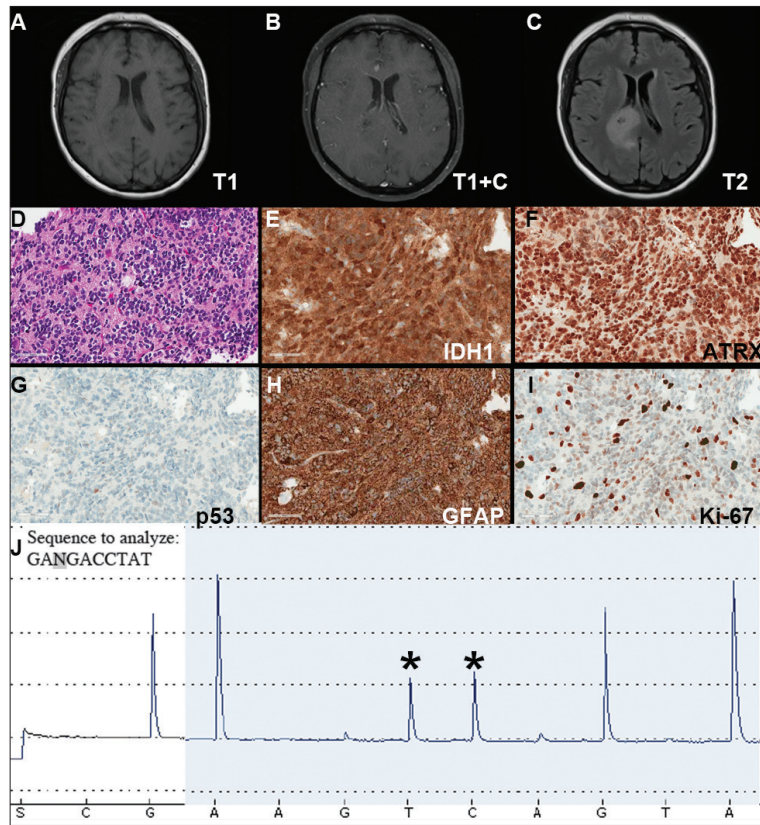 A
B
C
T1
T1+C
T2
D
E
F
IDH1
ATRX
G
H
I
p53
GFAP
Ki-67
J
Sequence to analyze:
GANGACCTAT
* *
S C G A A G T C A G T A